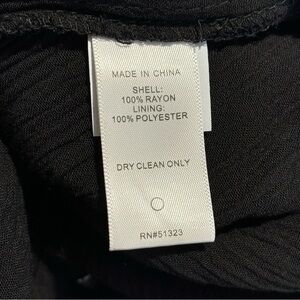 MADE IN CHINA
SHELL:
100% RAYON
LINING:
100% POLYESTER
DRY CLEAN ONLY
RN#51323